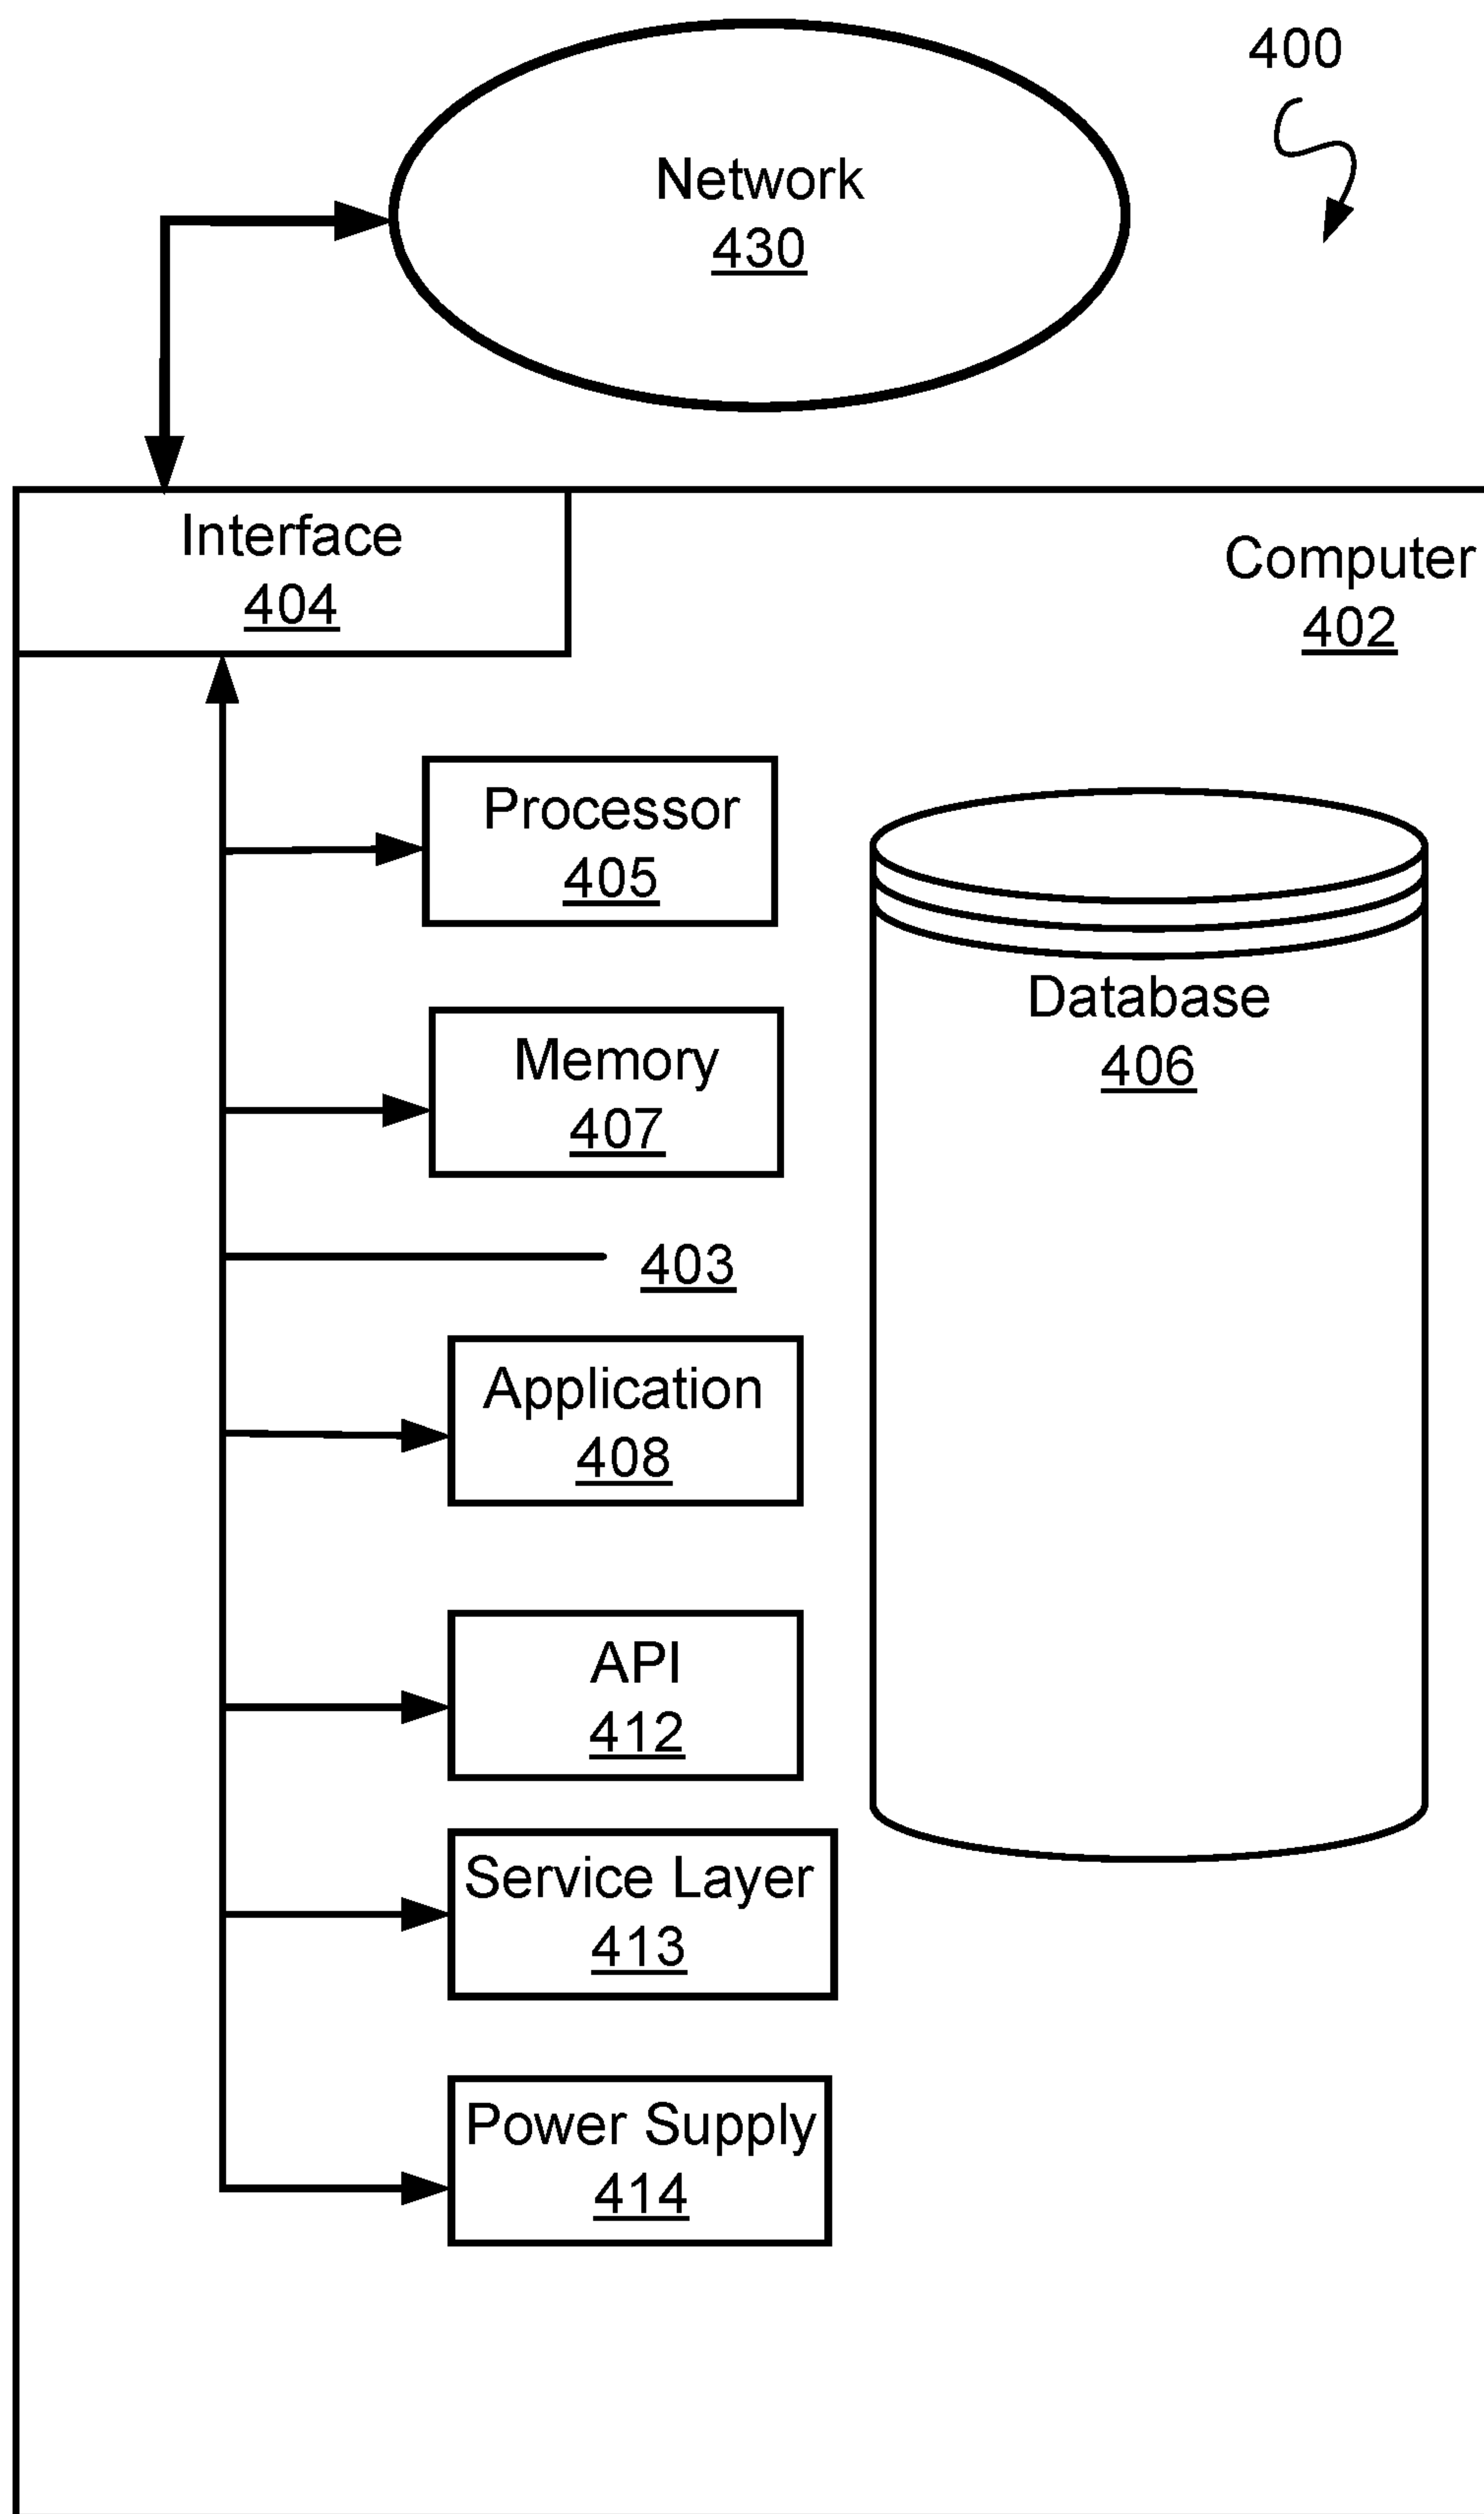 400
Network
430
Interface
404
Computer
402
Processor
405
Database
406
Memory
407
403
Application
408
API
412
Service Layer
413
Power Supply
414